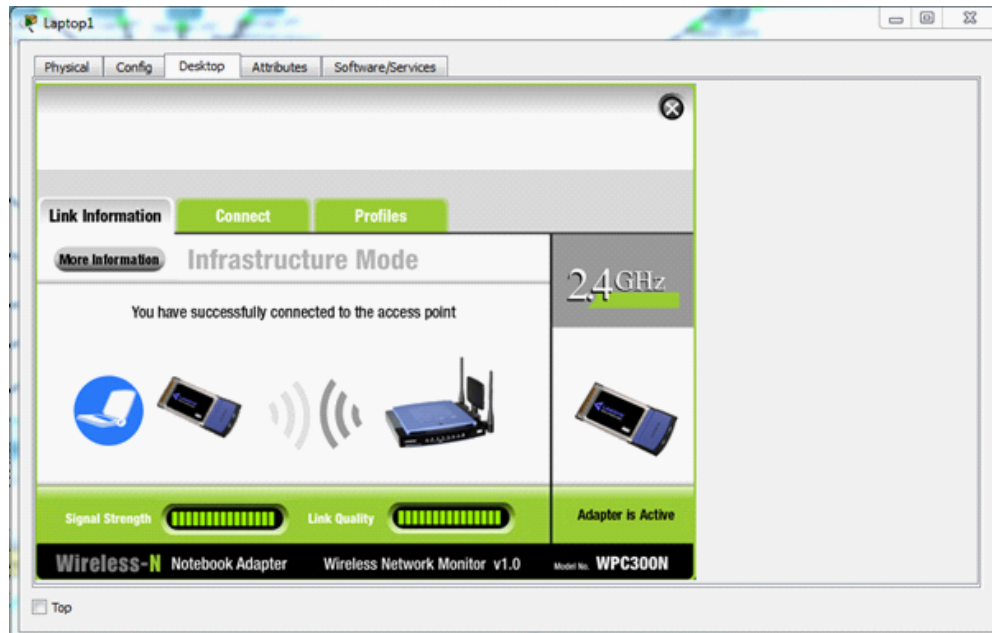 Laptop1
Physical Config Desktop Attributes Software/Services
Link Information Connect Profiles
More Information Infrastructure Mode
2.4GHz
You have successfully connected to the access point
Signal Strength Link Quality Adapter is Active
Wireless-N Notebook Adapter Wireless Network Monitor v1.0 Model No. WPC300N
Top